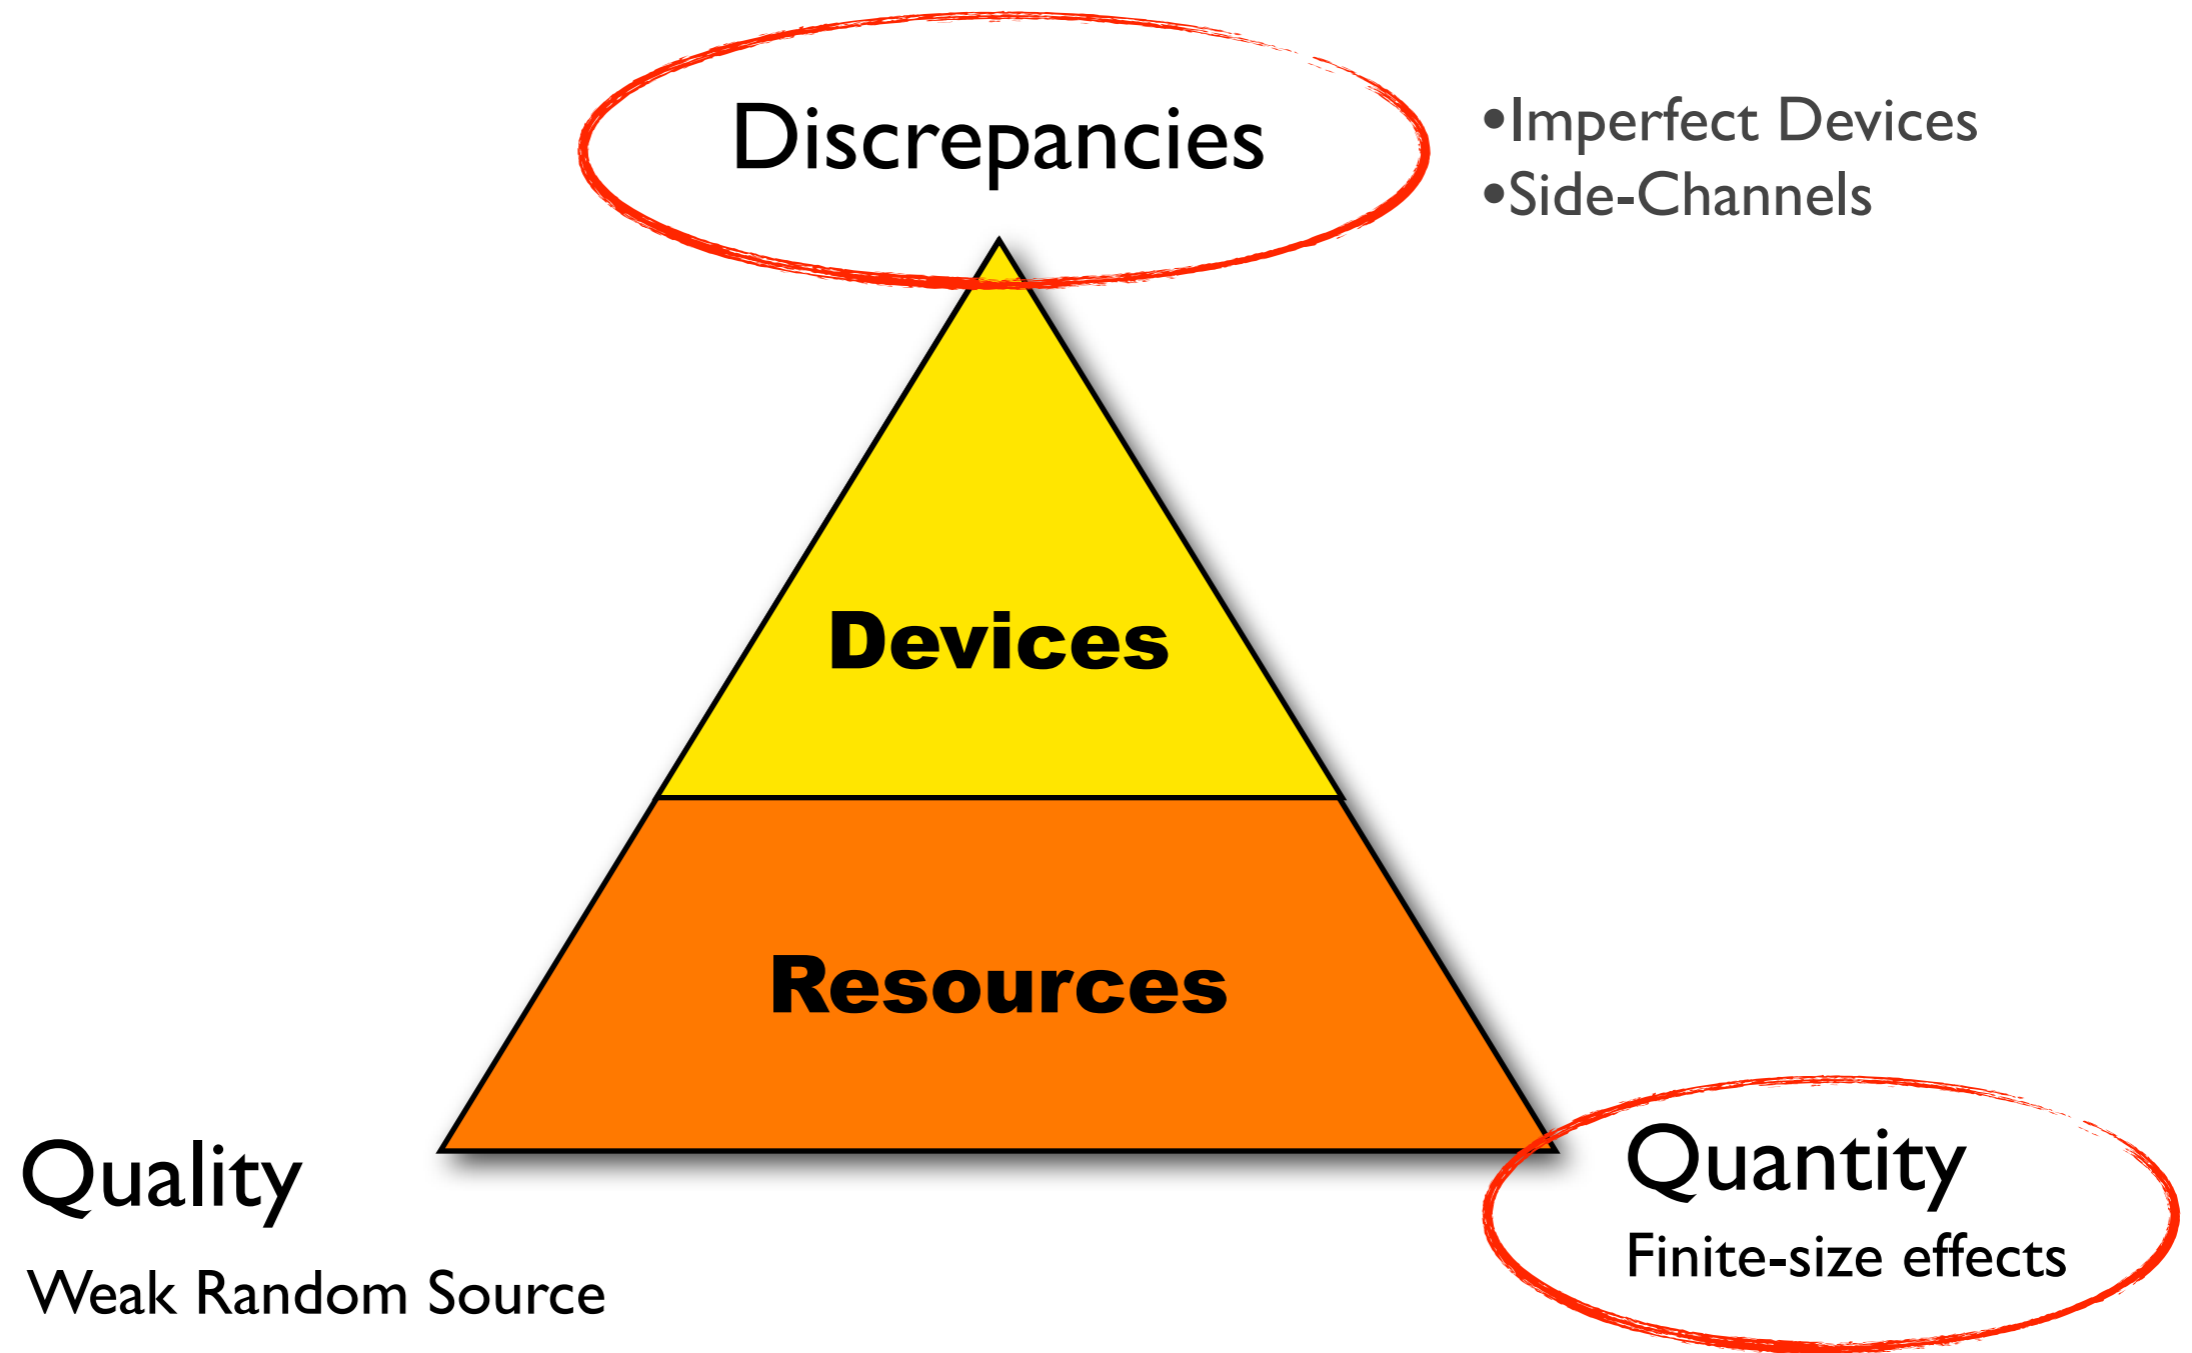 Discrepancies
•Imperfect Devices
•Side-Channels
Devices
Resources
Quality
Weak Random Source
Quantity
Finite-size effects